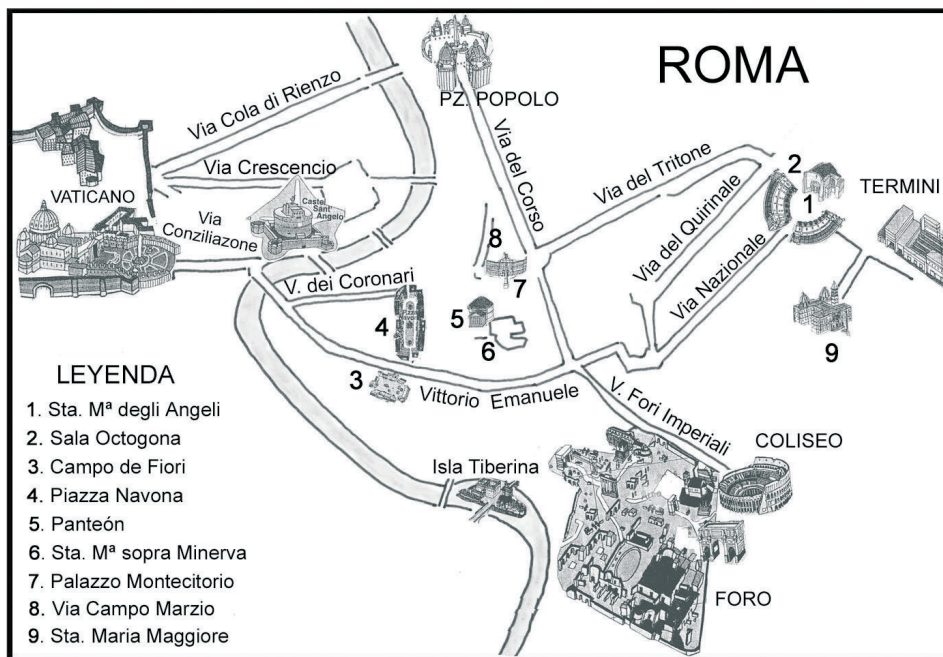 ROMA
PZ. POPOLO
Via Cola di Rienzo
Via Crescencio
VATICANO
Via
Conziliazone
Castel
Sant'
Angelo
Via del Corso
Via del Tritone
2
1
TERMINI
8
7
Via del Quirinale
Via Nazionale
V. dei Coronari
4
Pizza
Navona
5
6
9
3
Vittorio Emanuele
V. Fori Imperiali
COLISEO
Isla Tiberina
FORO
LEYENDA
1. Sta. Mª degli Angeli
2. Sala Octogona
3. Campo de Fiori
4. Piazza Navona
5. Panteón
6. Sta. Mª sopra Minerva
7. Palazzo Montecitorio
8. Via Campo Marzio
9. Sta. Maria Maggiore